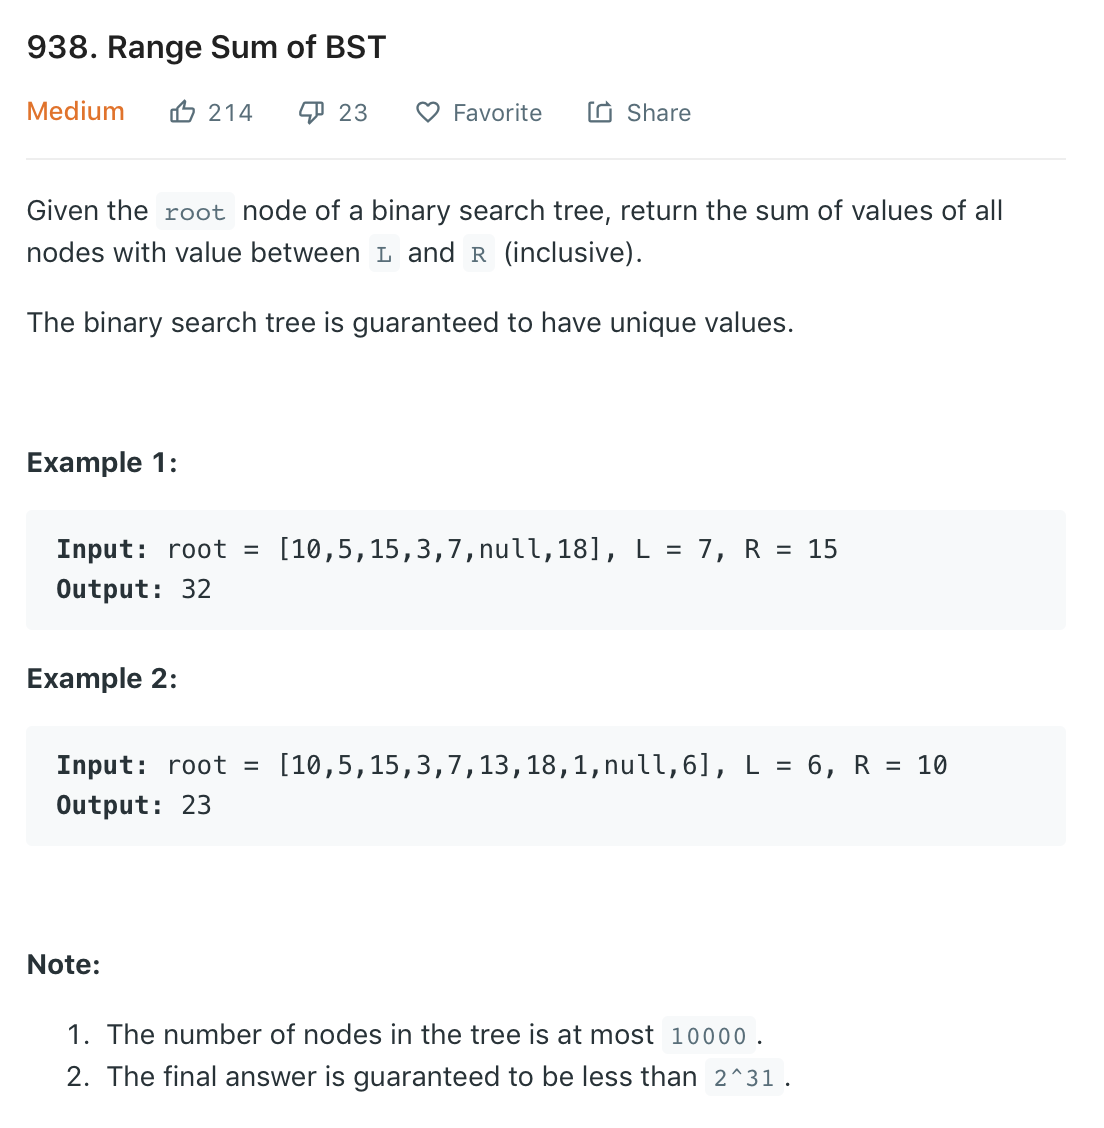 938. Range Sum of BST
Medium 214 23 Favorite Share
Given the root node of a binary search tree, return the sum of values of all
nodes with value between L and R (inclusive).
The binary search tree is guaranteed to have unique values.
Example 1:
Input: root = [10,5,15,3,7,null,18], L = 7, R = 15
Output: 32
Example 2:
Input: root = [10,5,15,3,7,13,18,1,null,6], L = 6, R = 10
Output: 23
Note:
1. The number of nodes in the tree is at most 10000.
2. The final answer is guaranteed to be less than 2^31.